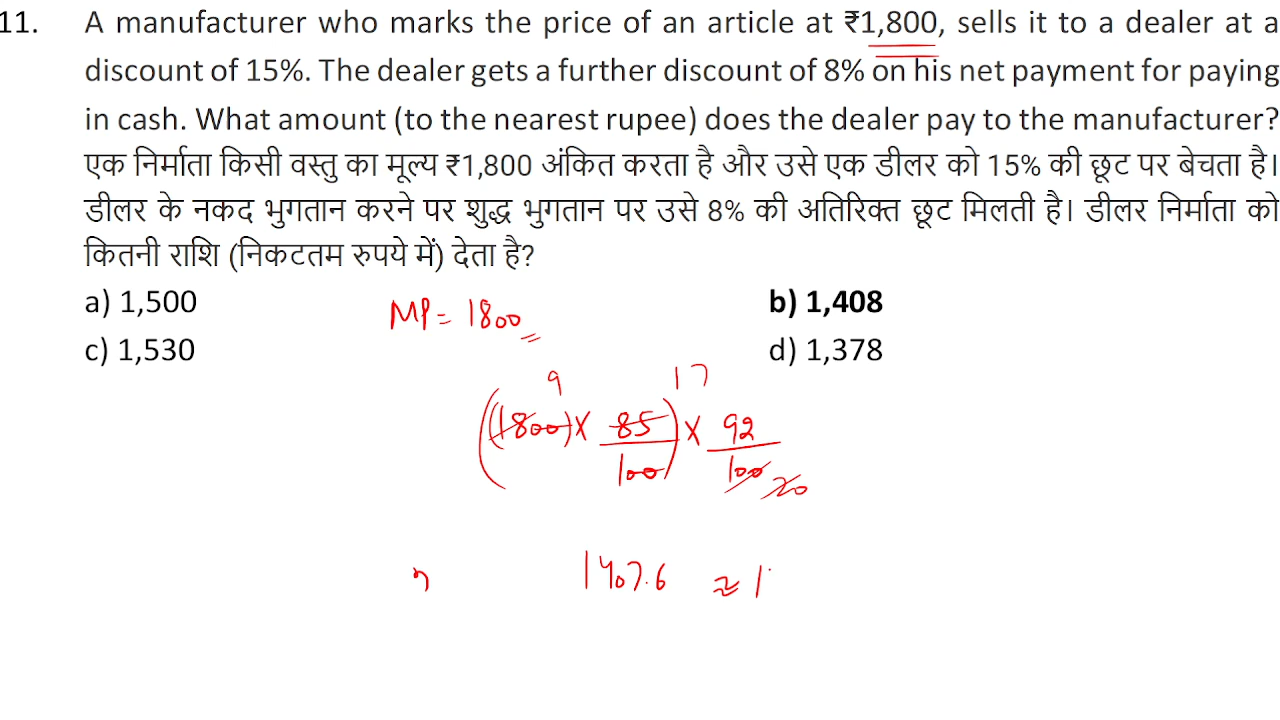 11. A manufacturer who marks the price of an article at ₹1,800, sells it to a dealer at a
discount of 15%. The dealer gets a further discount of 8% on his net payment for paying
in cash. What amount (to the nearest rupee) does the dealer pay to the manufacturer?
एक निर्माता किसी वस्तु का मूल्य ₹1,800 अंकित करता है और उसे एक डीलर को 15% की छूट पर बेचता है।
डीलर के नकद भुगतान करने पर शुद्ध भुगतान पर उसे 8% की अतिरिक्त छूट मिलती है। डीलर निर्माता को
कितनी राशि (निकटतम रुपये में) देता है?
a) 1,500 b) 1,408
c) 1,530 d) 1,378
MP = 1800
9 17
((1800) × 85/100) × 92/100 20
1407.6 ≈ 1